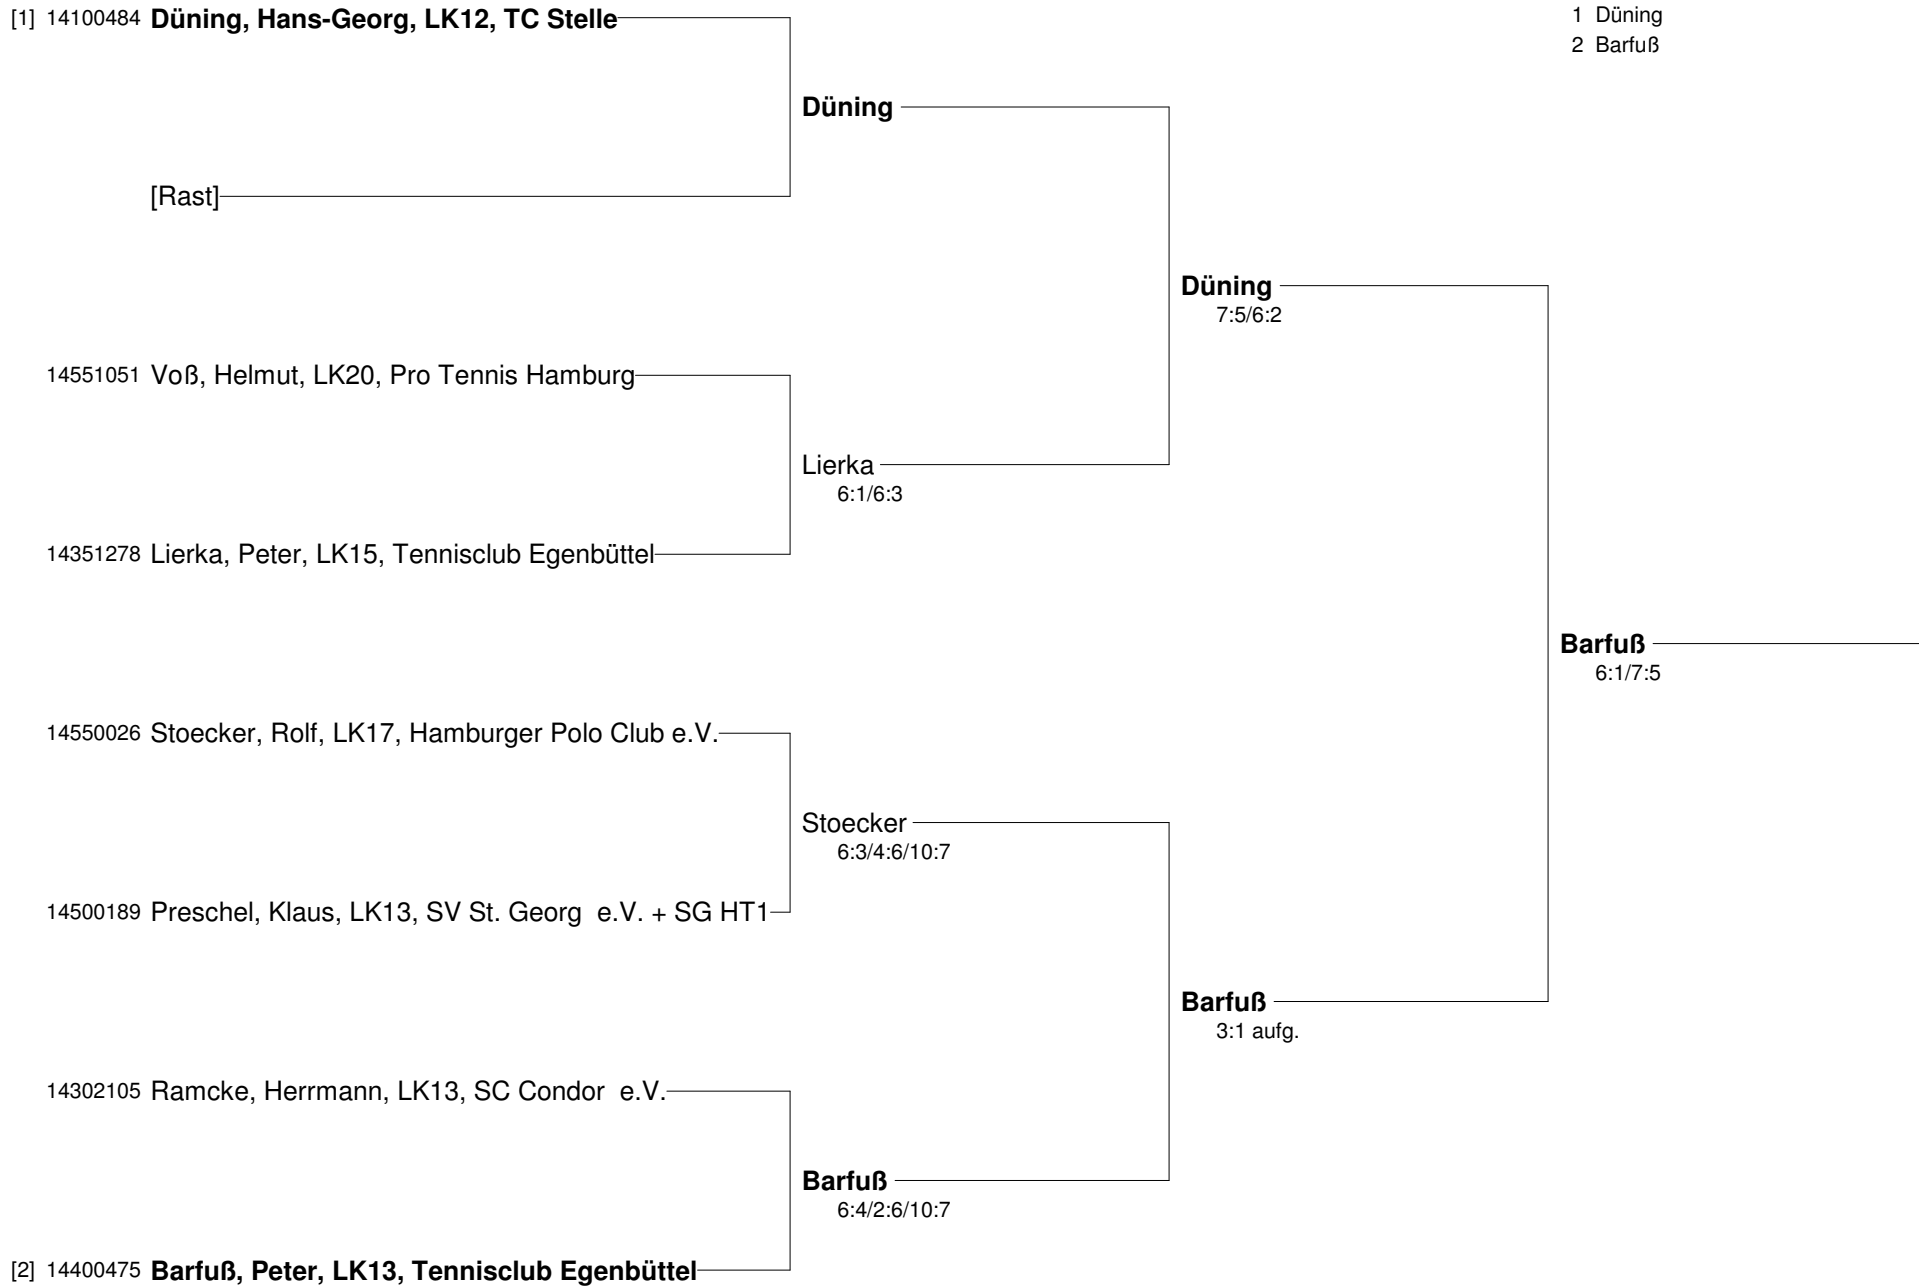 [1] 14100484 Düning, Hans-Georg, LK12, TC Stelle
1 Düning
2 Barfuß
Düning
[Rast]
Düning
7:5/6:2
14551051 Voß, Helmut, LK20, Pro Tennis Hamburg
Lierka
6:1/6:3
14351278 Lierka, Peter, LK15, Tennisclub Egenbüttel
Barfuß
6:1/7:5
14550026 Stoecker, Rolf, LK17, Hamburger Polo Club e.V.
Stoecker
6:3/4:6/10:7
14500189 Preschel, Klaus, LK13, SV St. Georg  e.V. + SG HT1
Barfuß
3:1 aufg.
14302105 Ramcke, Herrmann, LK13, SC Condor  e.V.
Barfuß
6:4/2:6/10:7
[2] 14400475 Barfuß, Peter, LK13, Tennisclub Egenbüttel